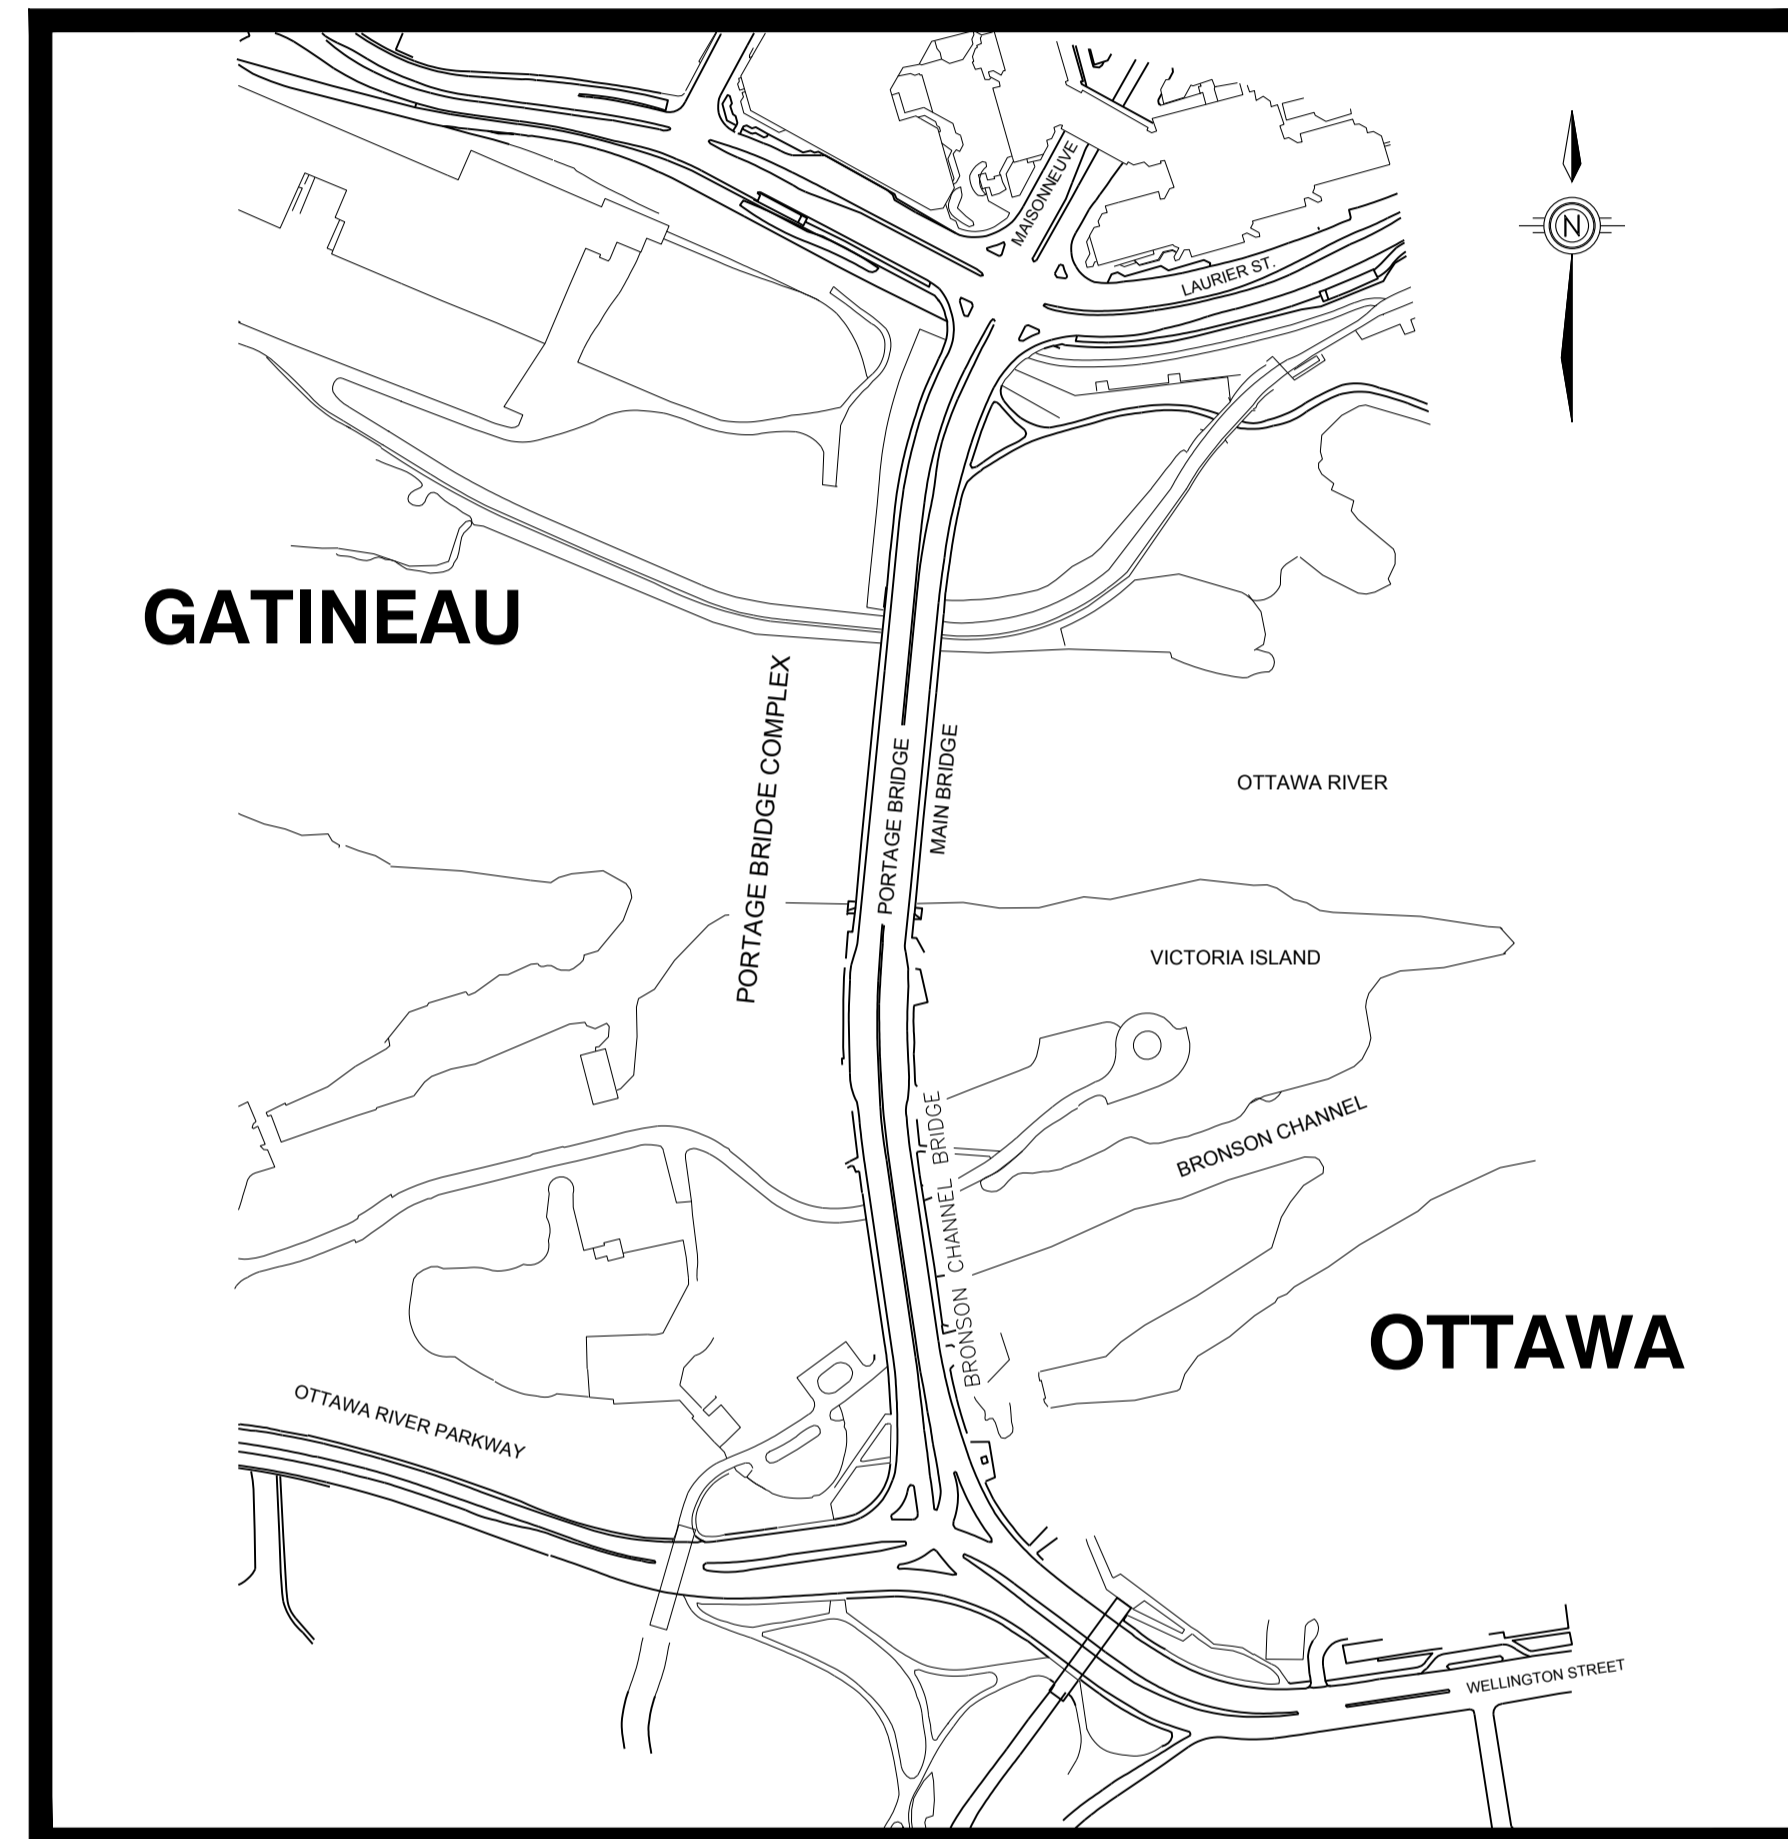 MAISONNEUVE
N
LAURIER ST.
GATINEAU
PORTAGE BRIDGE COMPLEX
PORTAGE BRIDGE
MAIN BRIDGE
OTTAWA RIVER
VICTORIA ISLAND
BRONSON CHANNEL
BRONSON CHANNEL BRIDGE
OTTAWA
OTTAWA RIVER PARKWAY
WELLINGTON STREET